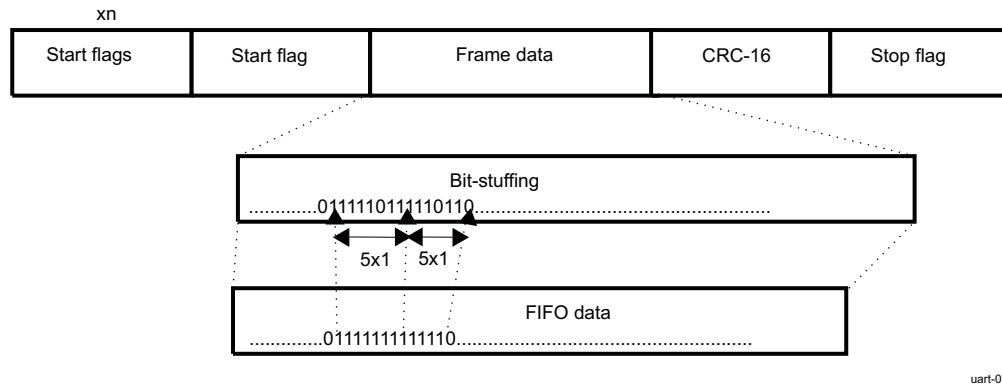 xn
Start flags Start flag Frame data CRC-16 Stop flag
Bit-stuffing
.............0111110111110110...........................................................
5x1 5x1
FIFO data
...............01111111111110...........................................................
uart-0